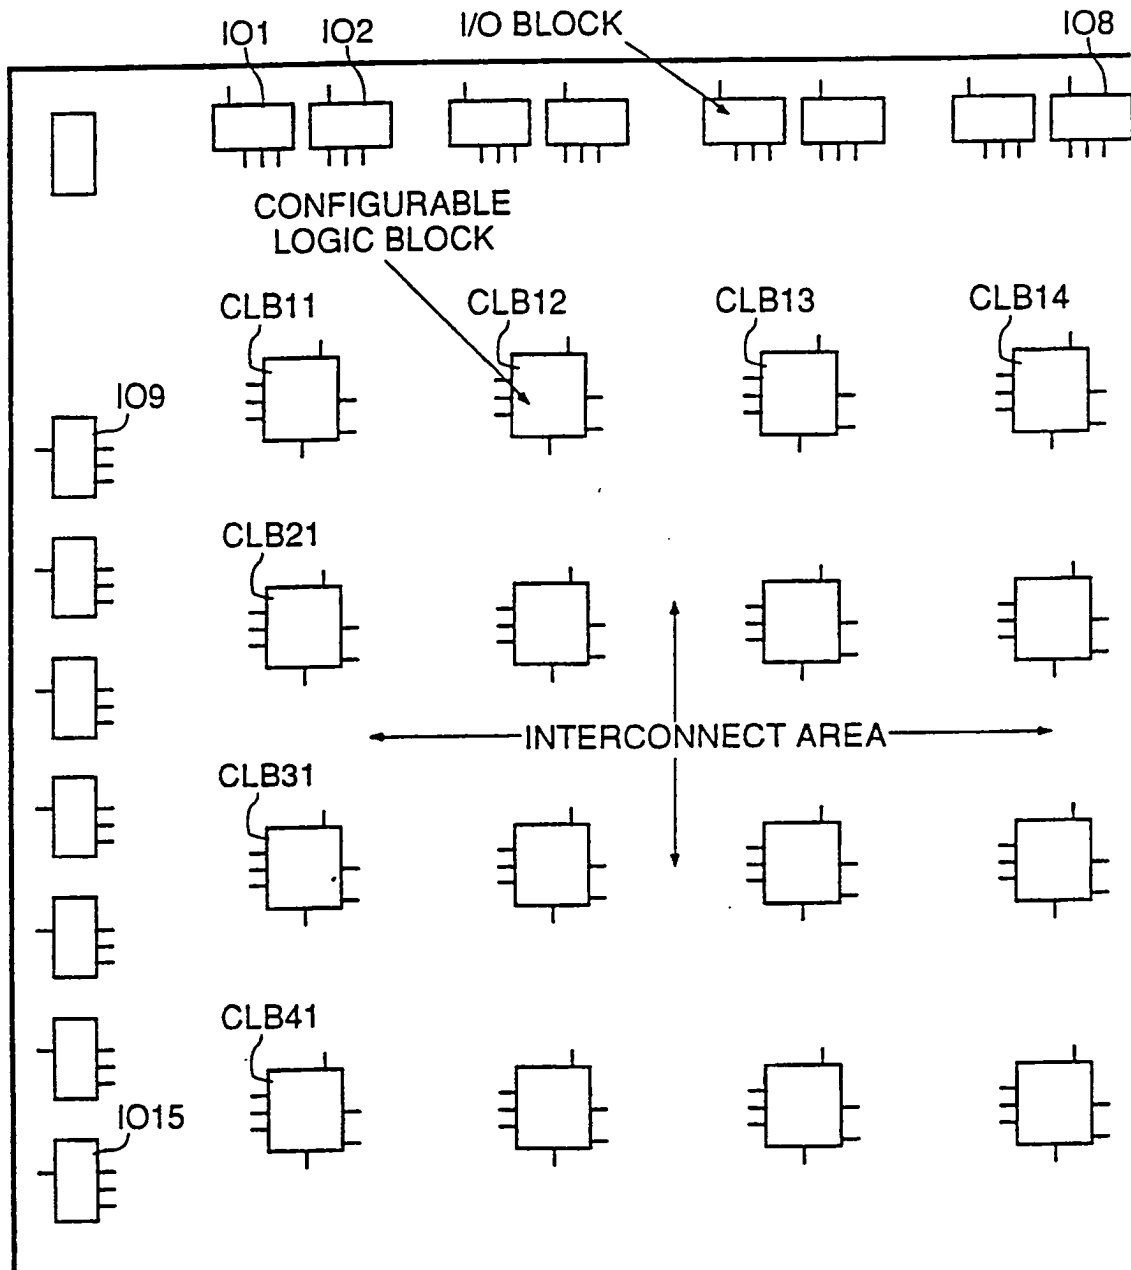 IO1
IO2
I/O BLOCK
IO8
CONFIGURABLE
LOGIC BLOCK
CLB11
CLB12
CLB13
CLB14
IO9
CLB21
INTERCONNECT AREA
CLB31
CLB41
IO15